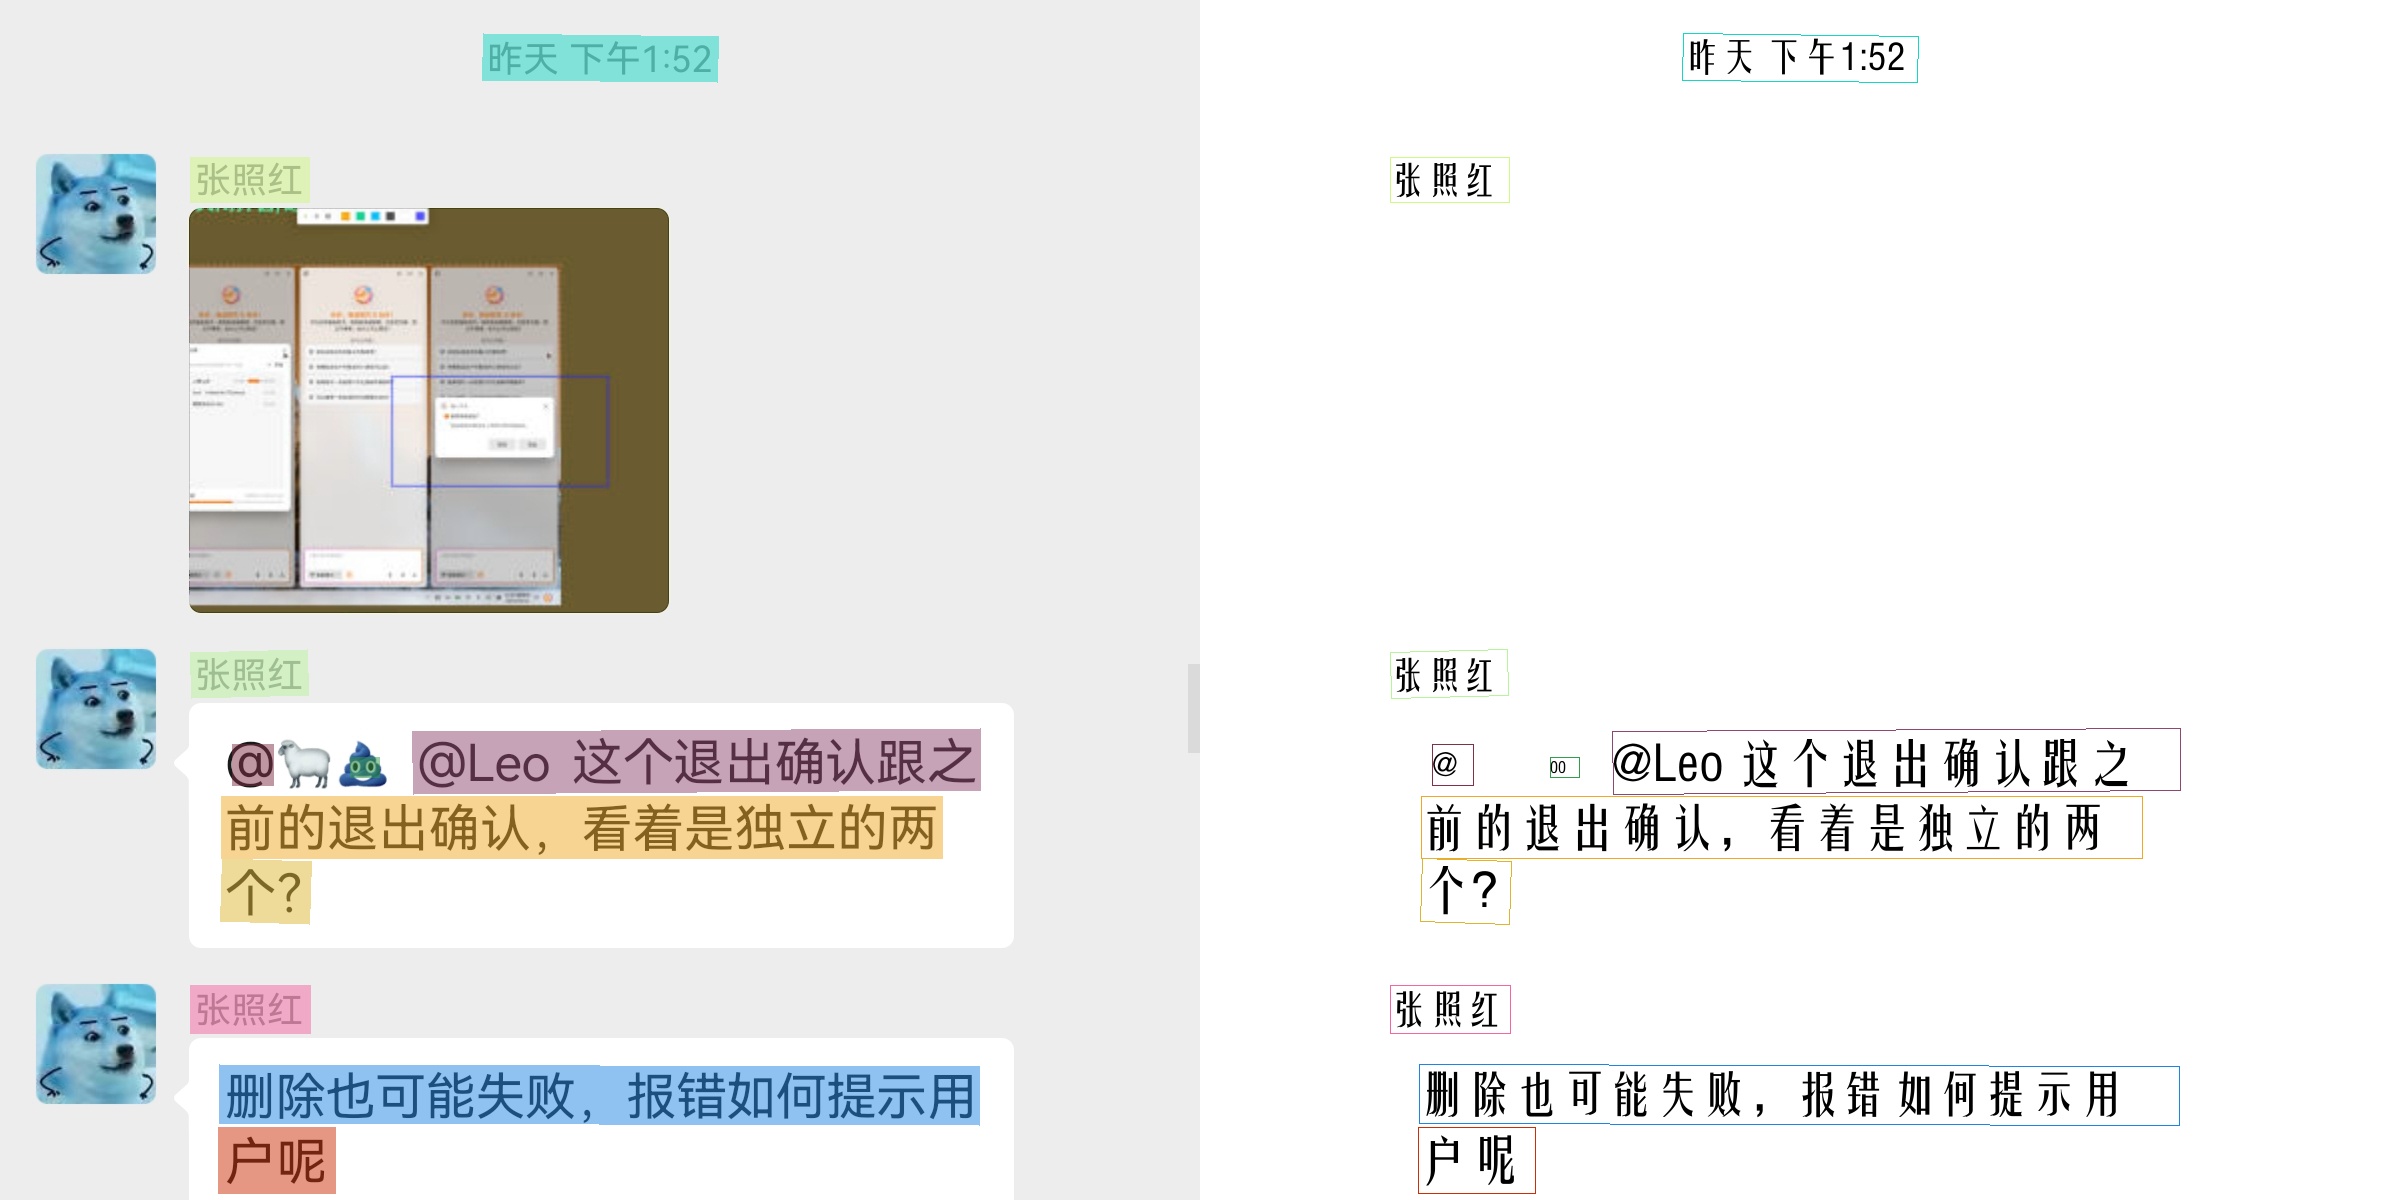 昨天 下午1:52
昨天 下午1:52
张照红
张照红
张照红
张照红
@🐑💩 @Leo 这个退出确认跟之
前的退出确认，看着是独立的两
个?
@ 00 @Leo 这个退出确认跟之
前的退出确认，看着是独立的两
个?
张照红
张照红
删除也可能失败，报错如何提示用
户呢
删除也可能失败，报错如何提示用
户呢